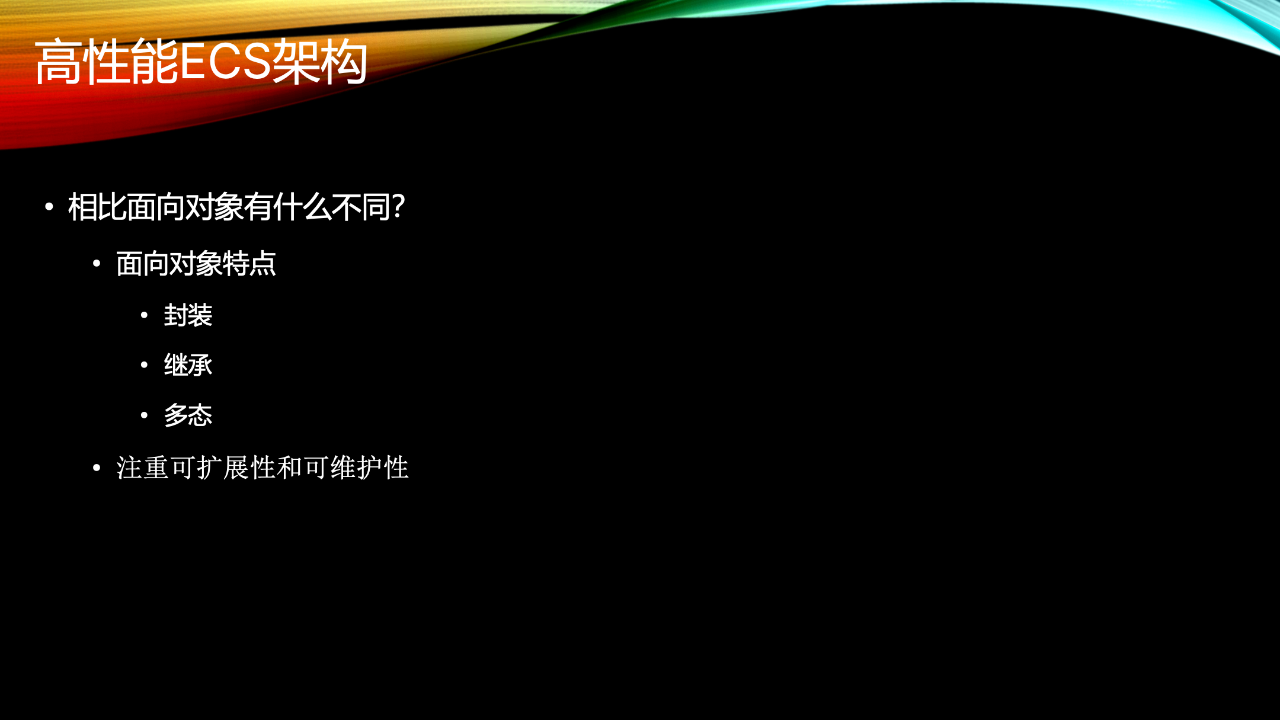 高性能ECS架构
• 相比面向对象有什么不同?
• 面向对象特点
• 封装
• 继承
• 多态
• 注重可扩展性和可维护性